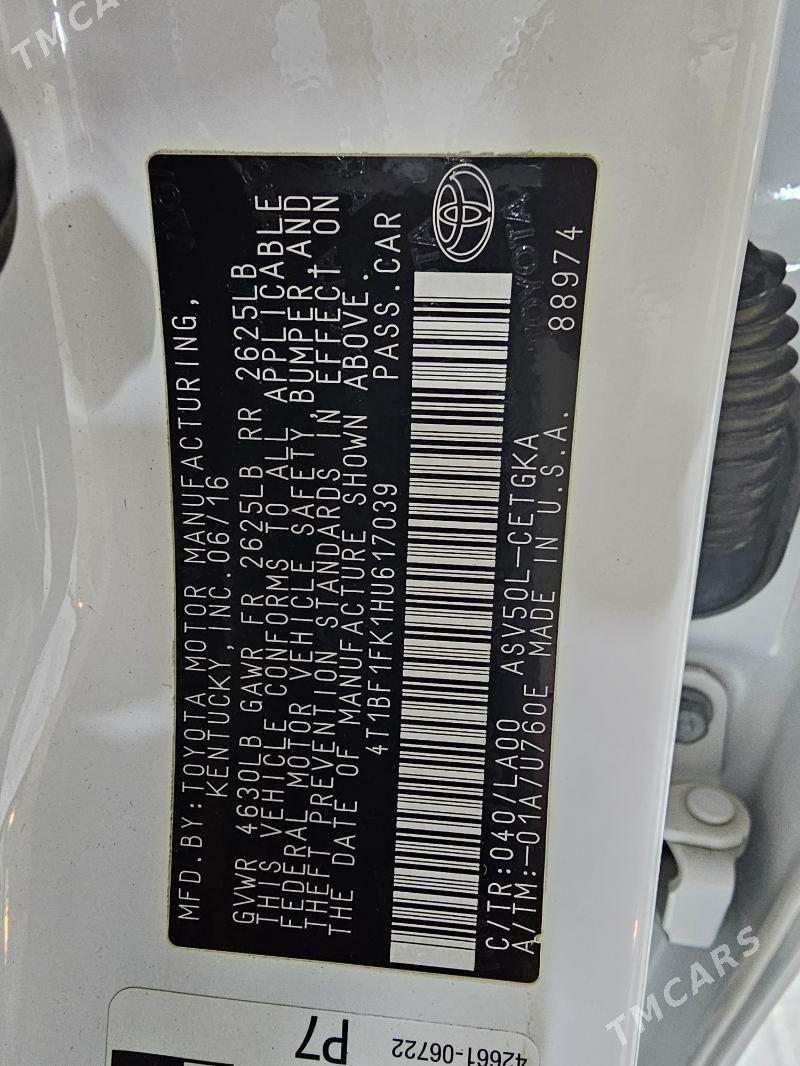 TMCARS
MFD.BY:TOYOTA MOTOR MANUFACTURING,
KENTUCKY, INC.06/16
GVWR 4630LB GAWR FR 2625LB RR 2625LB
THIS VEHICLE CONFORMS TO ALL APPLICABLE
FEDERAL MOTOR VEHICLE SAFETY,BUMPER,AND
THEFT PREVENTION STANDARDS IN EFFECT ON
THE DATE OF MANUFACTURE SHOWN ABOVE.
4T1BF1FK1HU617039 PASS.CAR
C/TR:040/LA00 ASV50L-CETGKA
A/TM:-01A/U760E MADE IN U.S.A.
88974
TOYOTA
P7
42661-06722
TMCARS